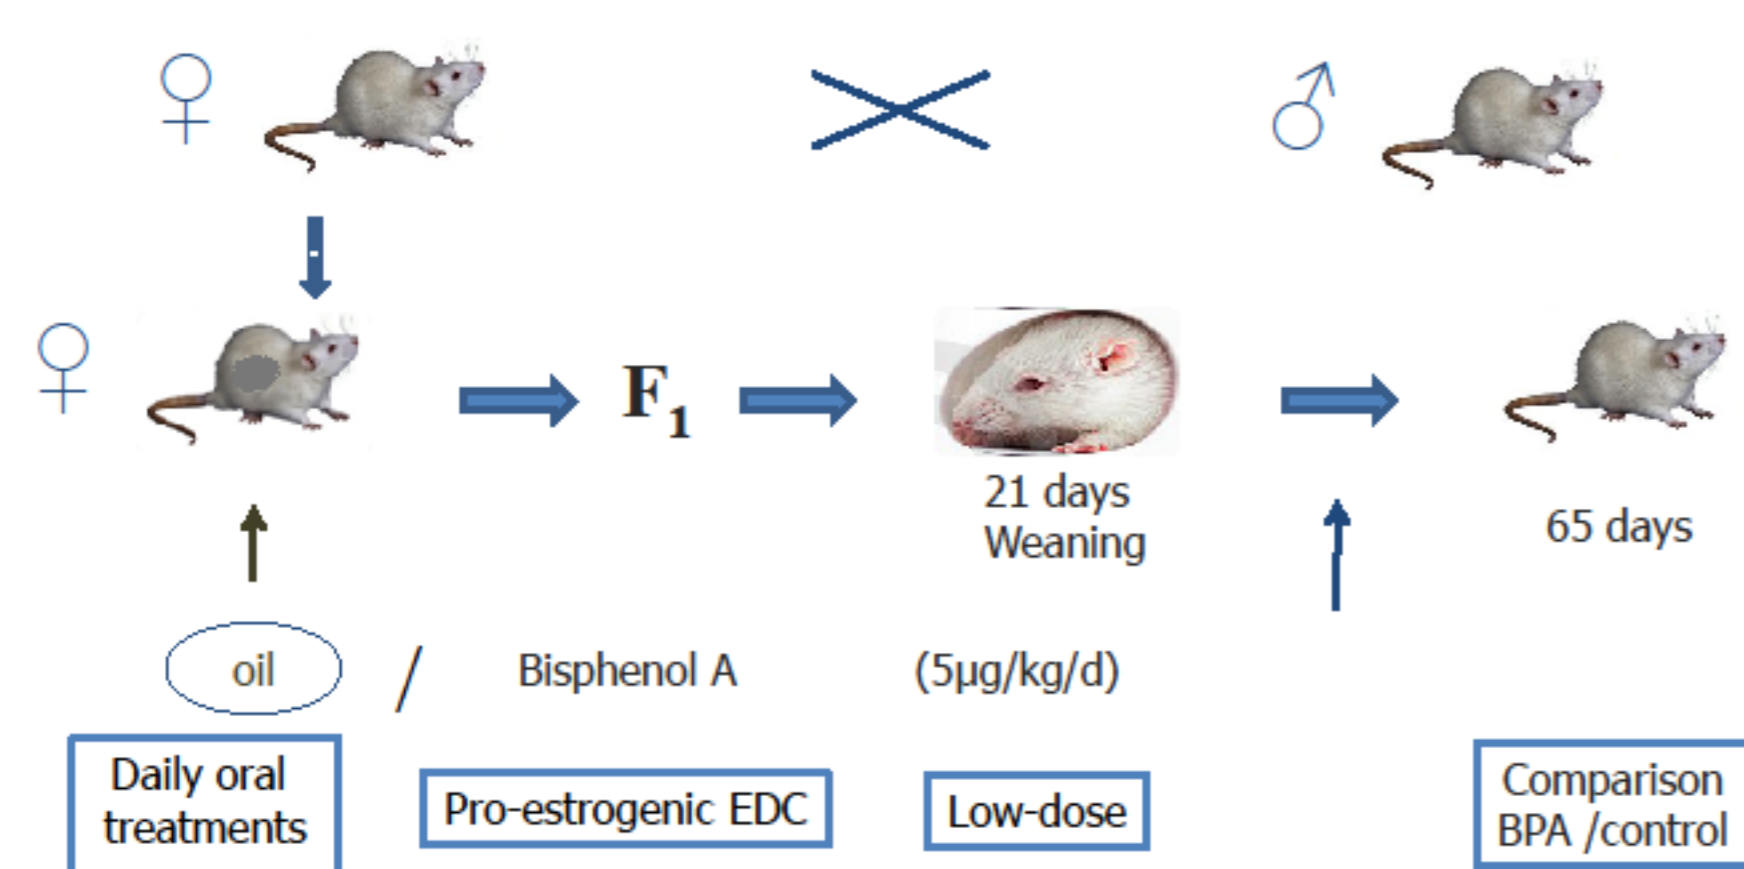 ♀
♂
♀
F1
21 days
Weaning
65 days
oil / Bisphenol A (5µg/kg/d)
Daily oral
treatments
Pro-estrogenic EDC
Low-dose
Comparison
BPA /control